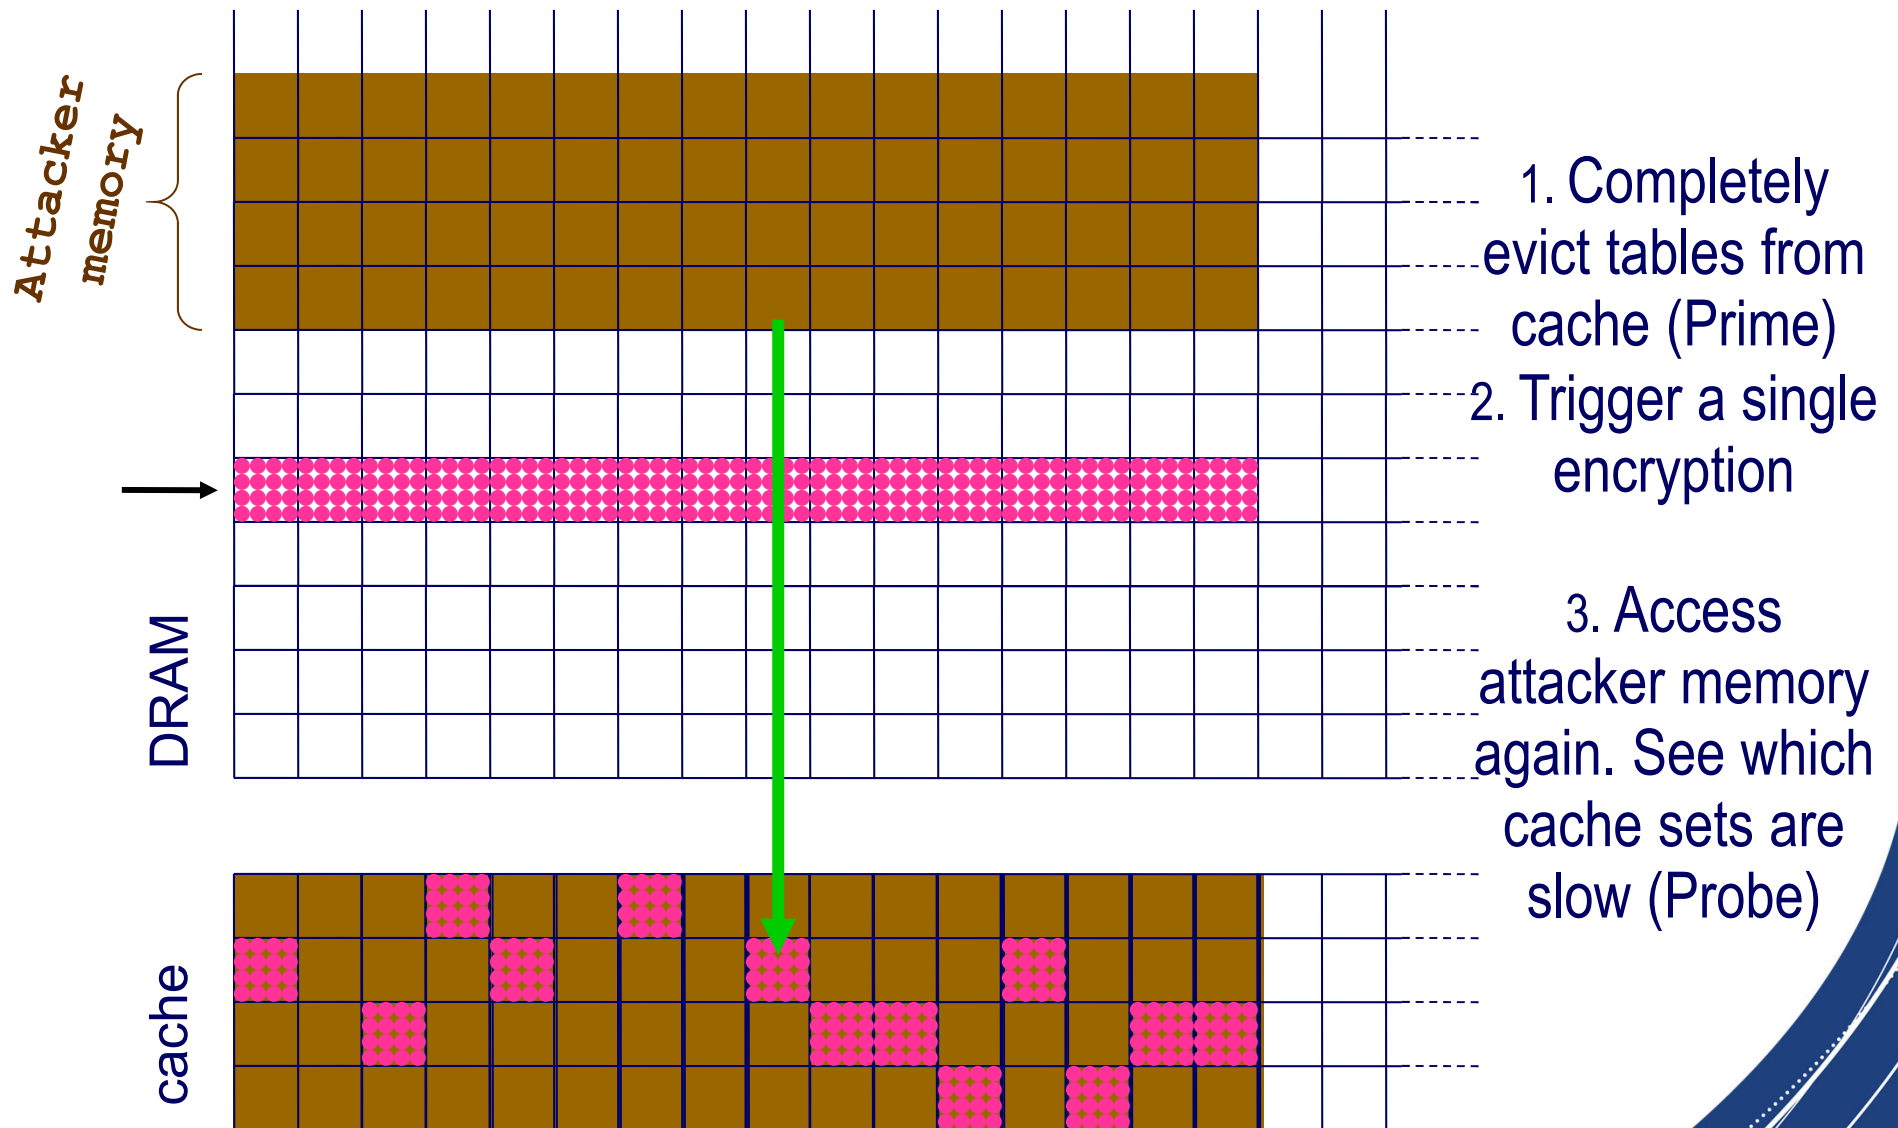 Attacker
memory
DRAM
cache
1. Completely
evict tables from
cache (Prime)
2. Trigger a single
encryption
3. Access
attacker memory
again. See which
cache sets are
slow (Probe)